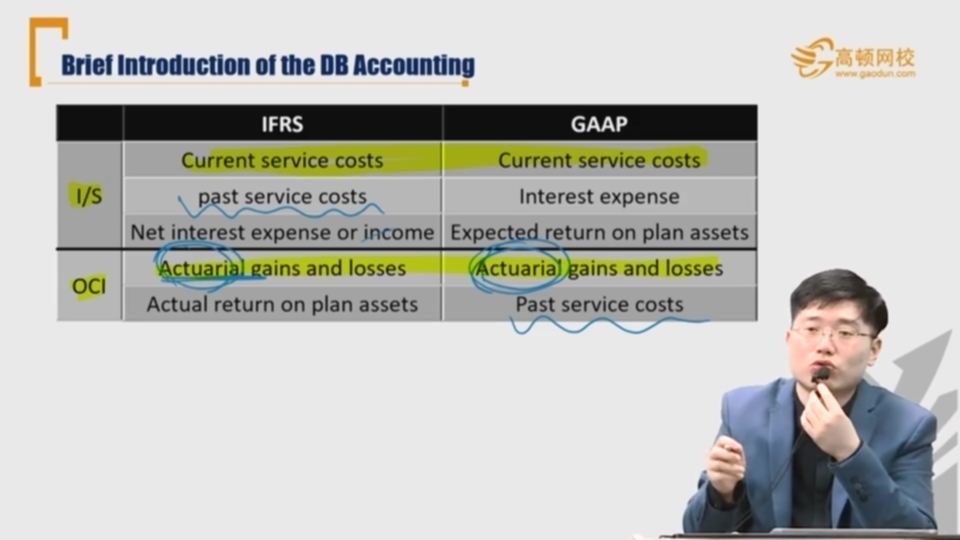 Brief Introduction of the DB Accounting
高顿网校
www.gaodun.com
IFRS GAAP
I/S
Current service costs Current service costs
past service costs Interest expense
Net interest expense or income Expected return on plan assets
OCI
Actuarial gains and losses Actuarial gains and losses
Actual return on plan assets Past service costs